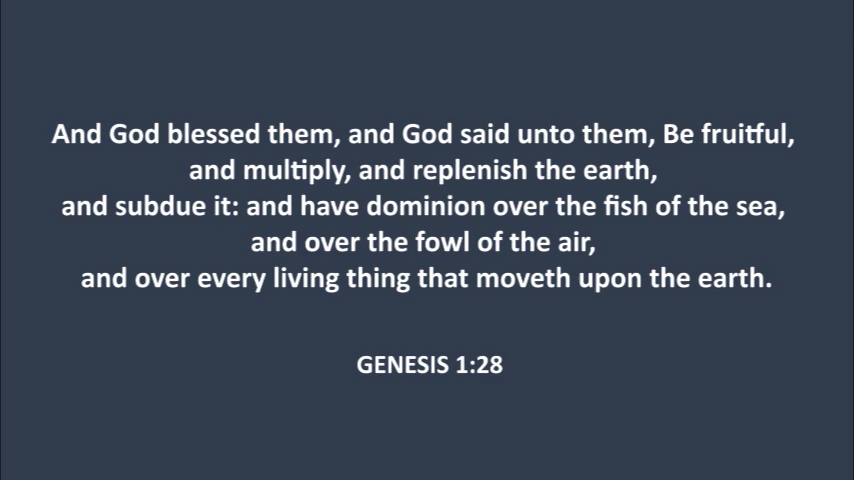 And God blessed them, and God said unto them, Be fruitful,
and multiply, and replenish the earth,
and subdue it: and have dominion over the fish of the sea,
and over the fowl of the air,
and over every living thing that moveth upon the earth.
GENESIS 1:28